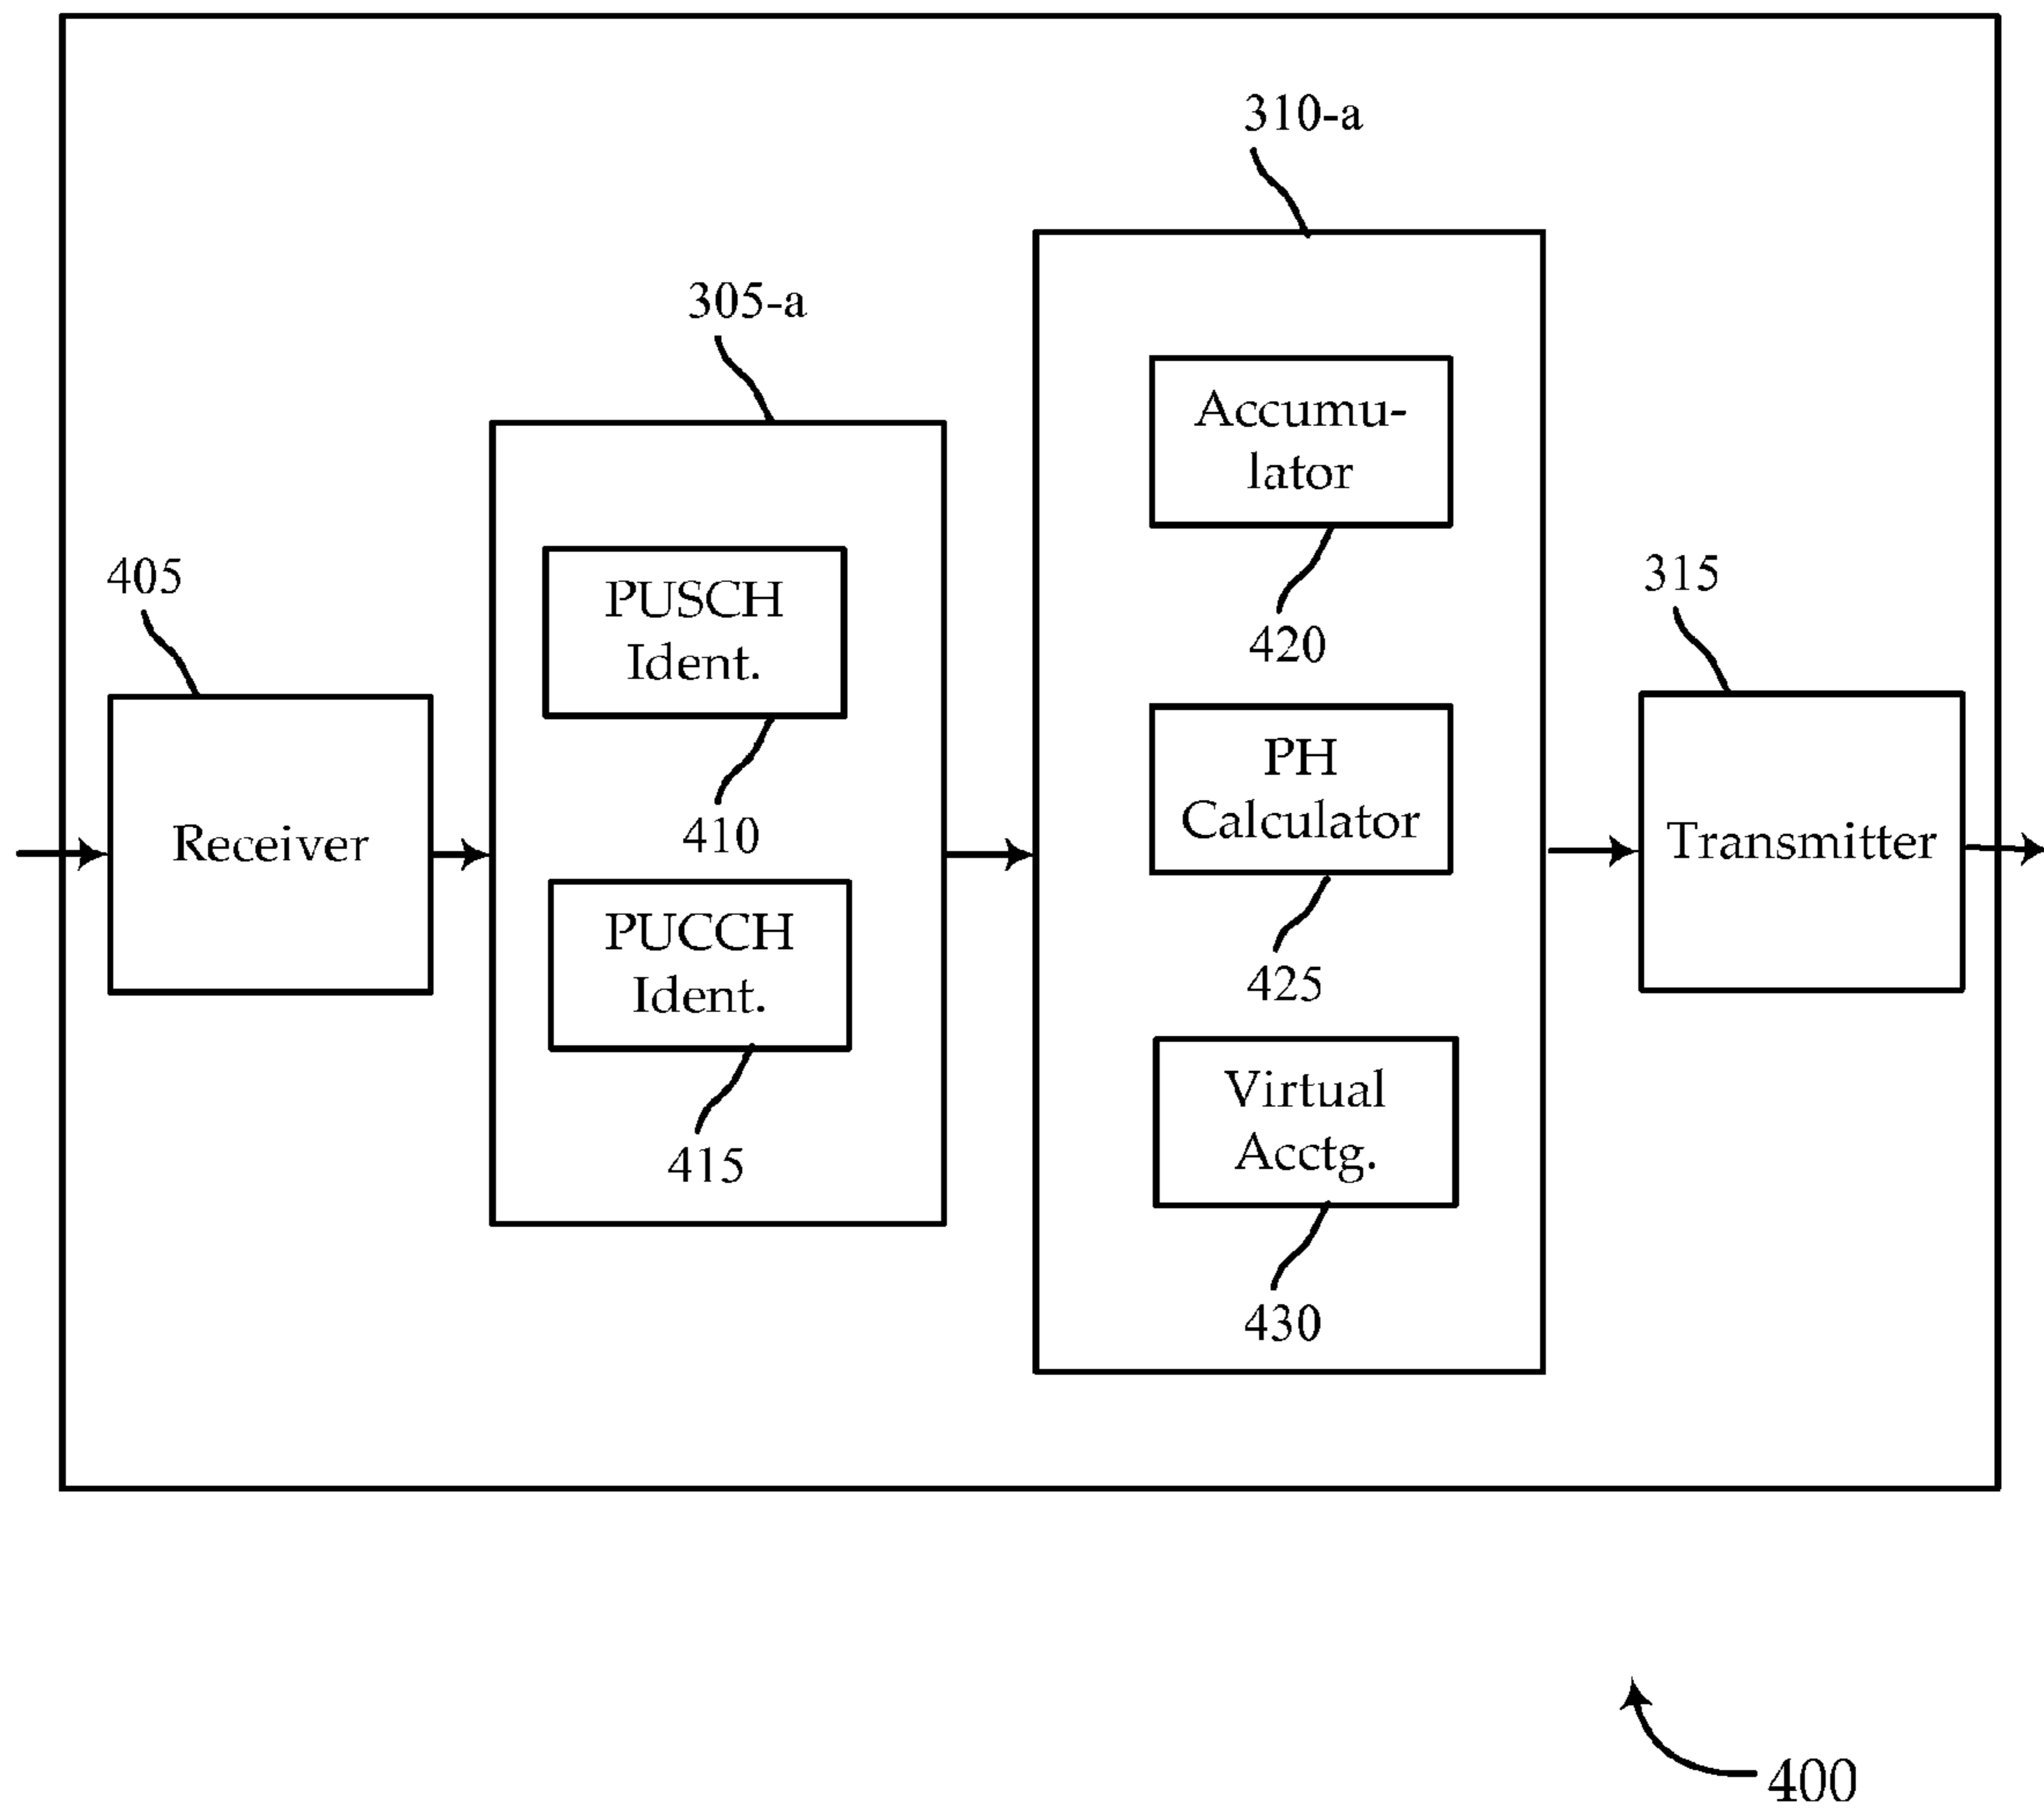 310-a
305-a
Accumu-
lator
405
PUSCH
Ident.
420
315
410
PH
Calculator
Receiver
Transmitter
PUCCH
Ident.
425
415
Virtual
Acctg.
430
400